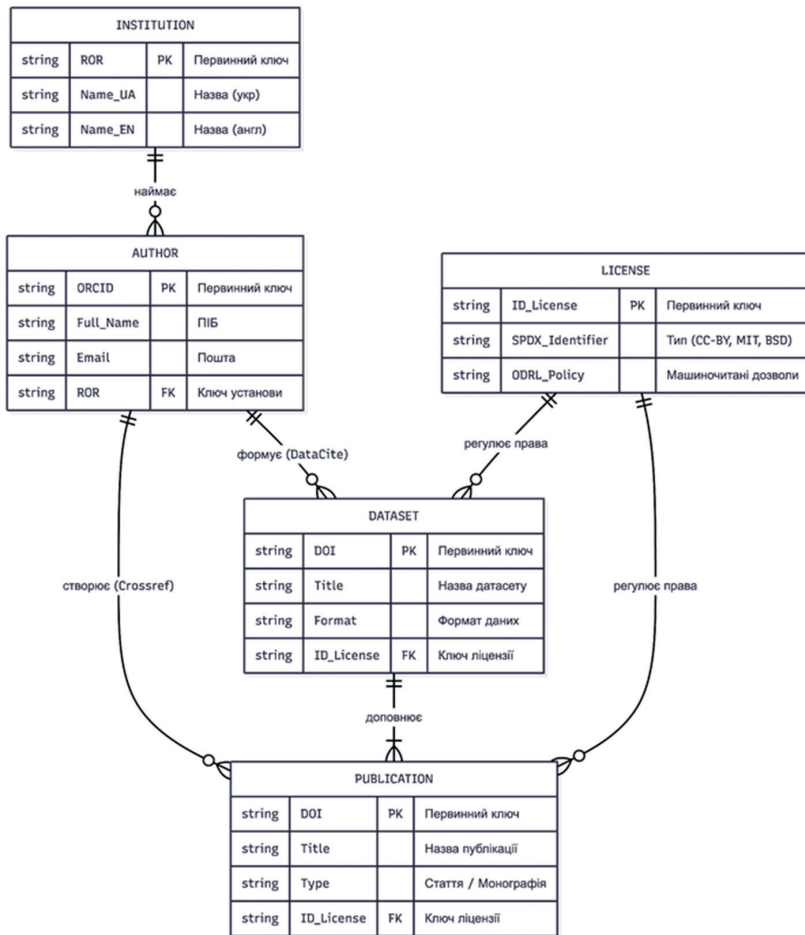 INSTITUTION
string ROR PK Первинний ключ
string Name_UA Назва (укр)
string Name_EN Назва (англ)
наймає
AUTHOR
string ORCID PK Первинний ключ
string Full_Name ПІБ
string Email Пошта
string ROR FK Ключ установи
LICENSE
string ID_License PK Первинний ключ
string SPDX_Identifier Тип (CC-BY, MIT, BSD)
string ODRL_Policy Машиночитані дозволи
формує (DataCite)
регулює права
DATASET
string DOI PK Первинний ключ
string Title Назва датасету
string Format Формат даних
string ID_License FK Ключ ліцензії
створює (Crossref)
регулює права
доповнює
PUBLICATION
string DOI PK Первинний ключ
string Title Назва публікації
string Type Стаття / Монографія
string ID_License FK Ключ ліцензії